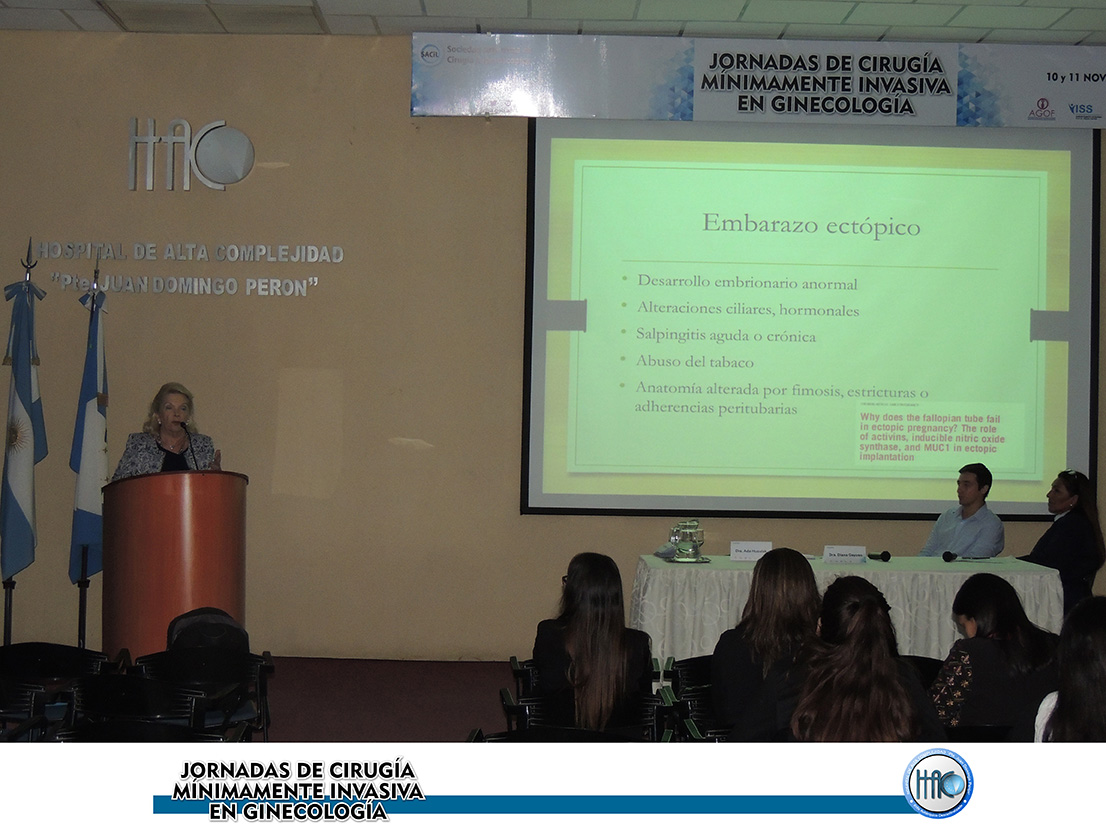 SACIL
JORNADAS DE CIRUGÍA
MÍNIMAMENTE INVASIVA
EN GINECOLOGÍA
10 y 11 NOV
AGOF
ISS
HAC
HOSPITAL DE ALTA COMPLEJIDAD
"Pte. JUAN DOMINGO PERON"
Embarazo ectópico
• Desarrollo embrionario anormal
• Alteraciones ciliares, hormonales
• Salpingitis aguda o crónica
• Abuso del tabaco
• Anatomía alterada por fimosis, estricturas o
adherencias peritubarias
Why does the fallopian tube fail
in ectopic pregnancy? The role
of activins, inducible nitric oxide
synthase, and MUC1 in ectopic
implantation
JORNADAS DE CIRUGÍA
MÍNIMAMENTE INVASIVA
EN GINECOLOGÍA
HAC